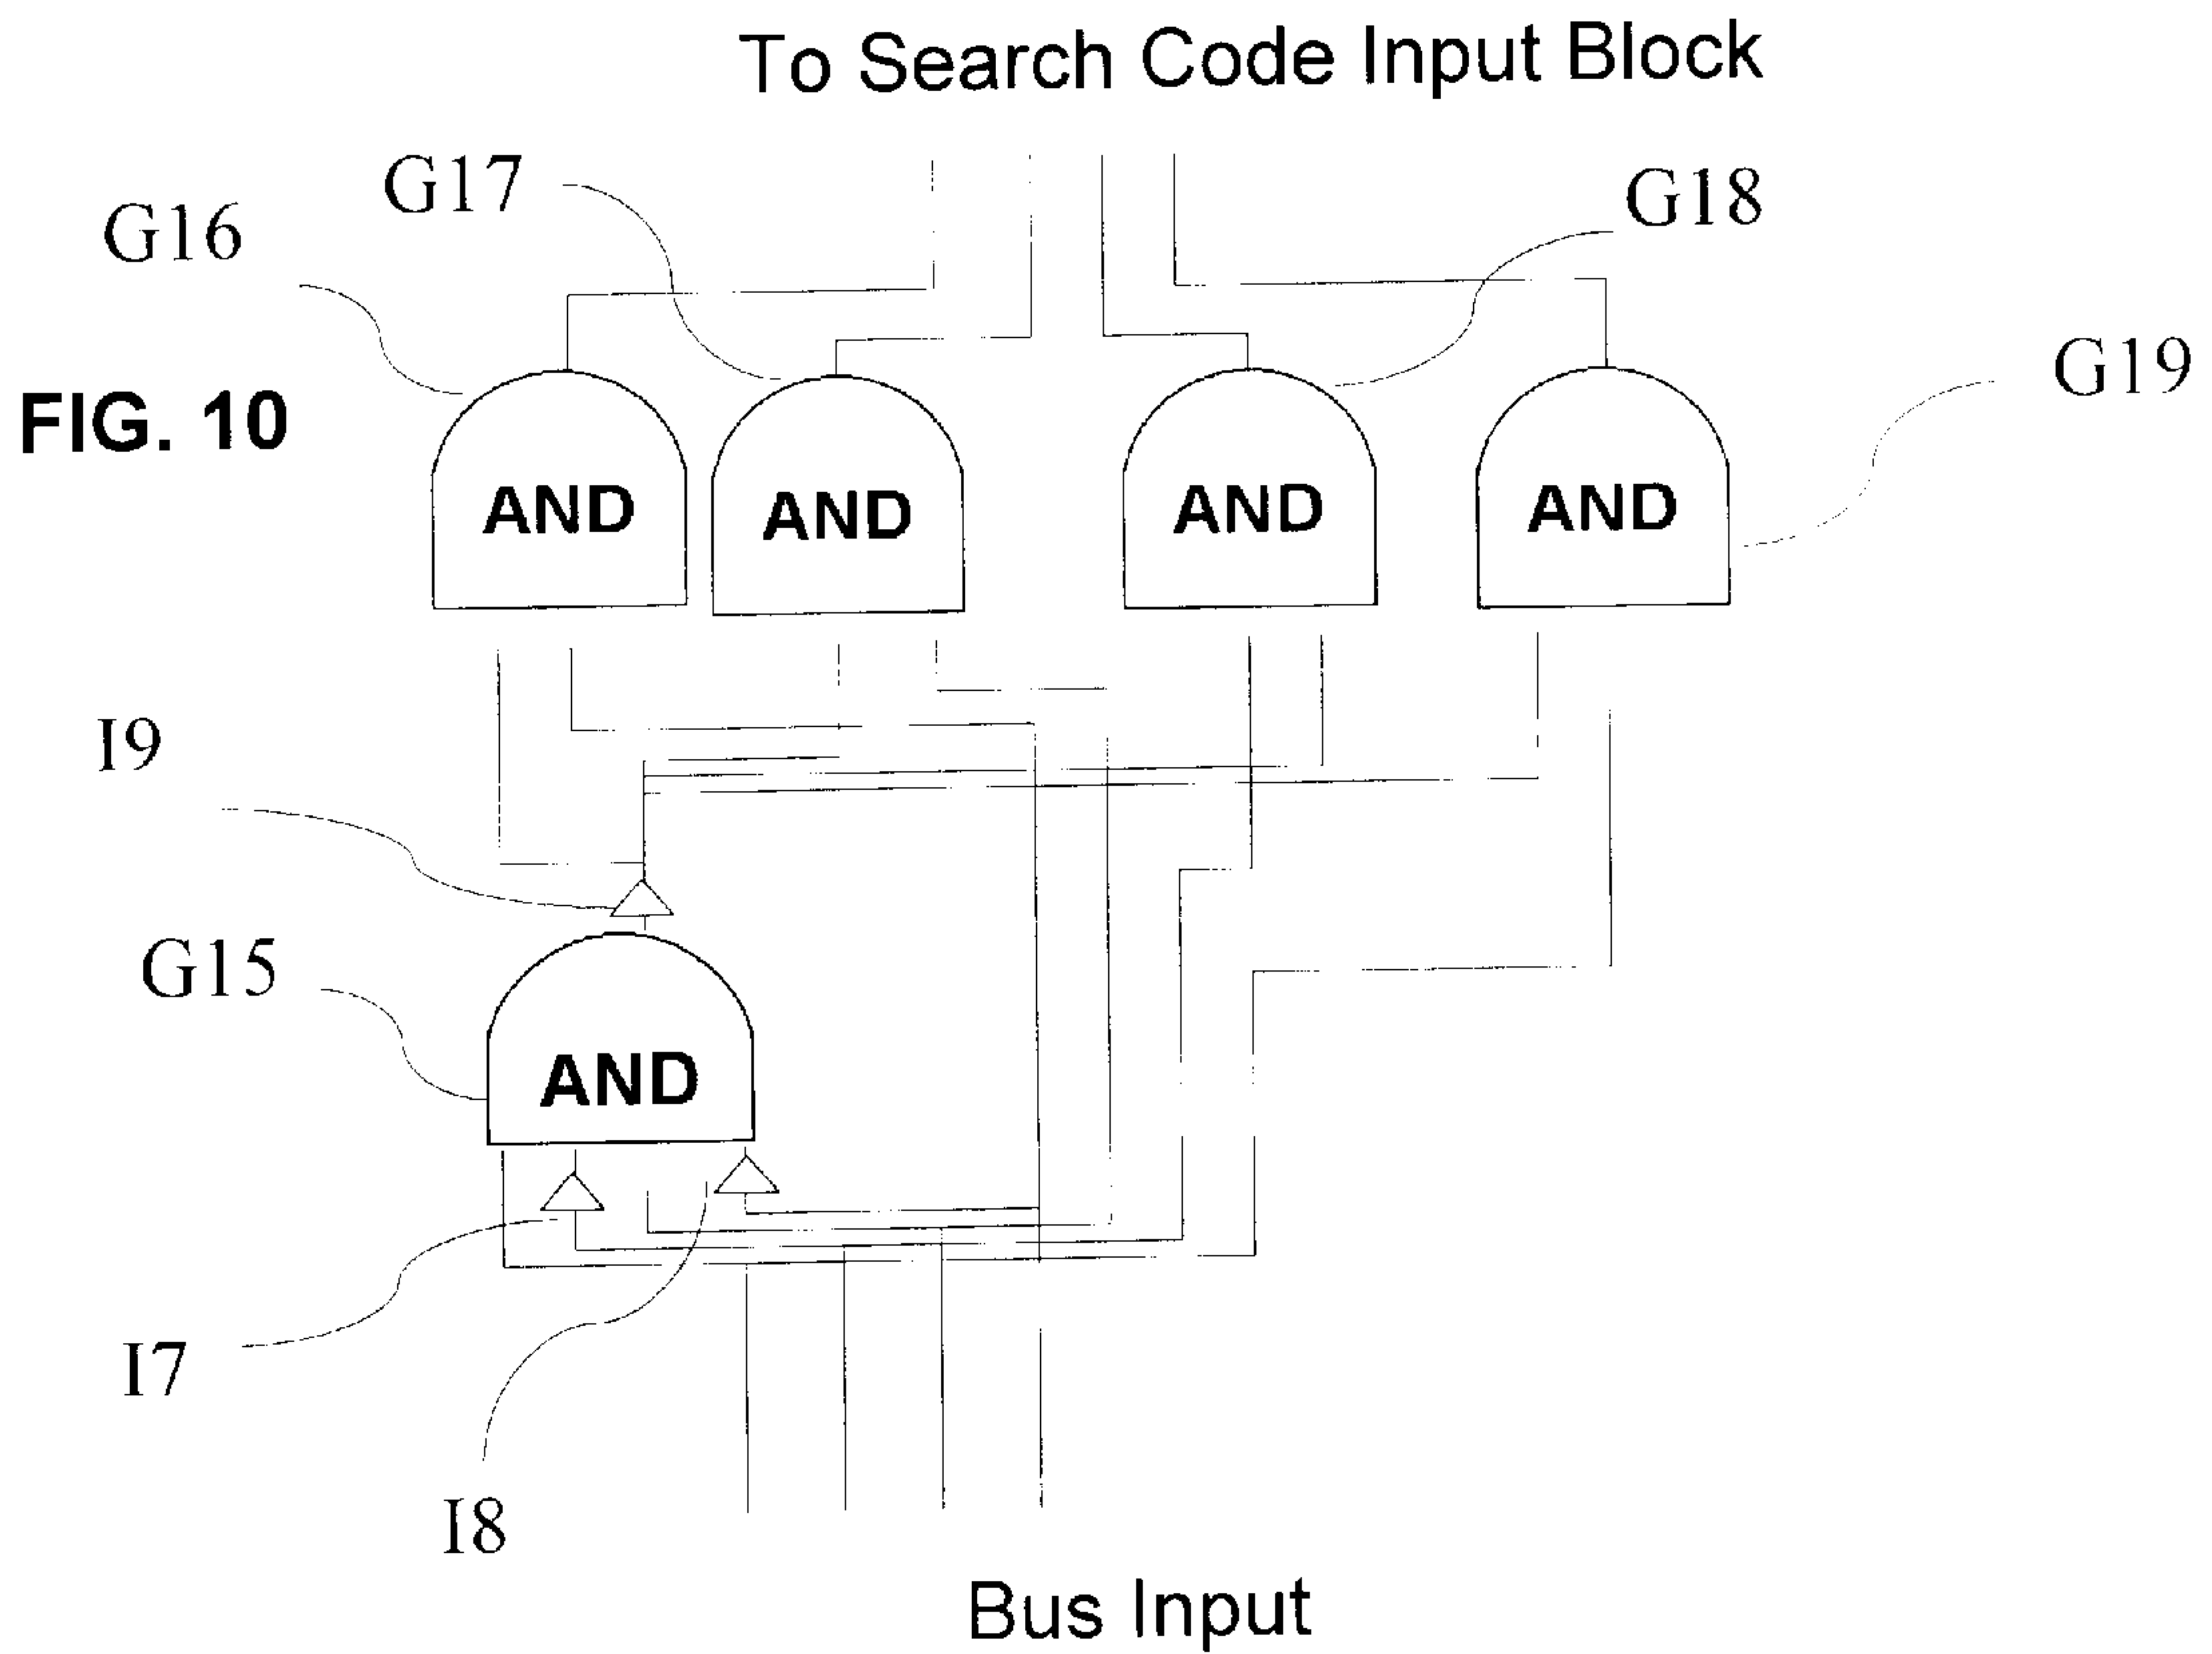 To Search Code Input Block
G17
G18
G16
G19
FIG. 10
AND
AND
AND
AND
I9
G15
AND
I7
I8
Bus Input